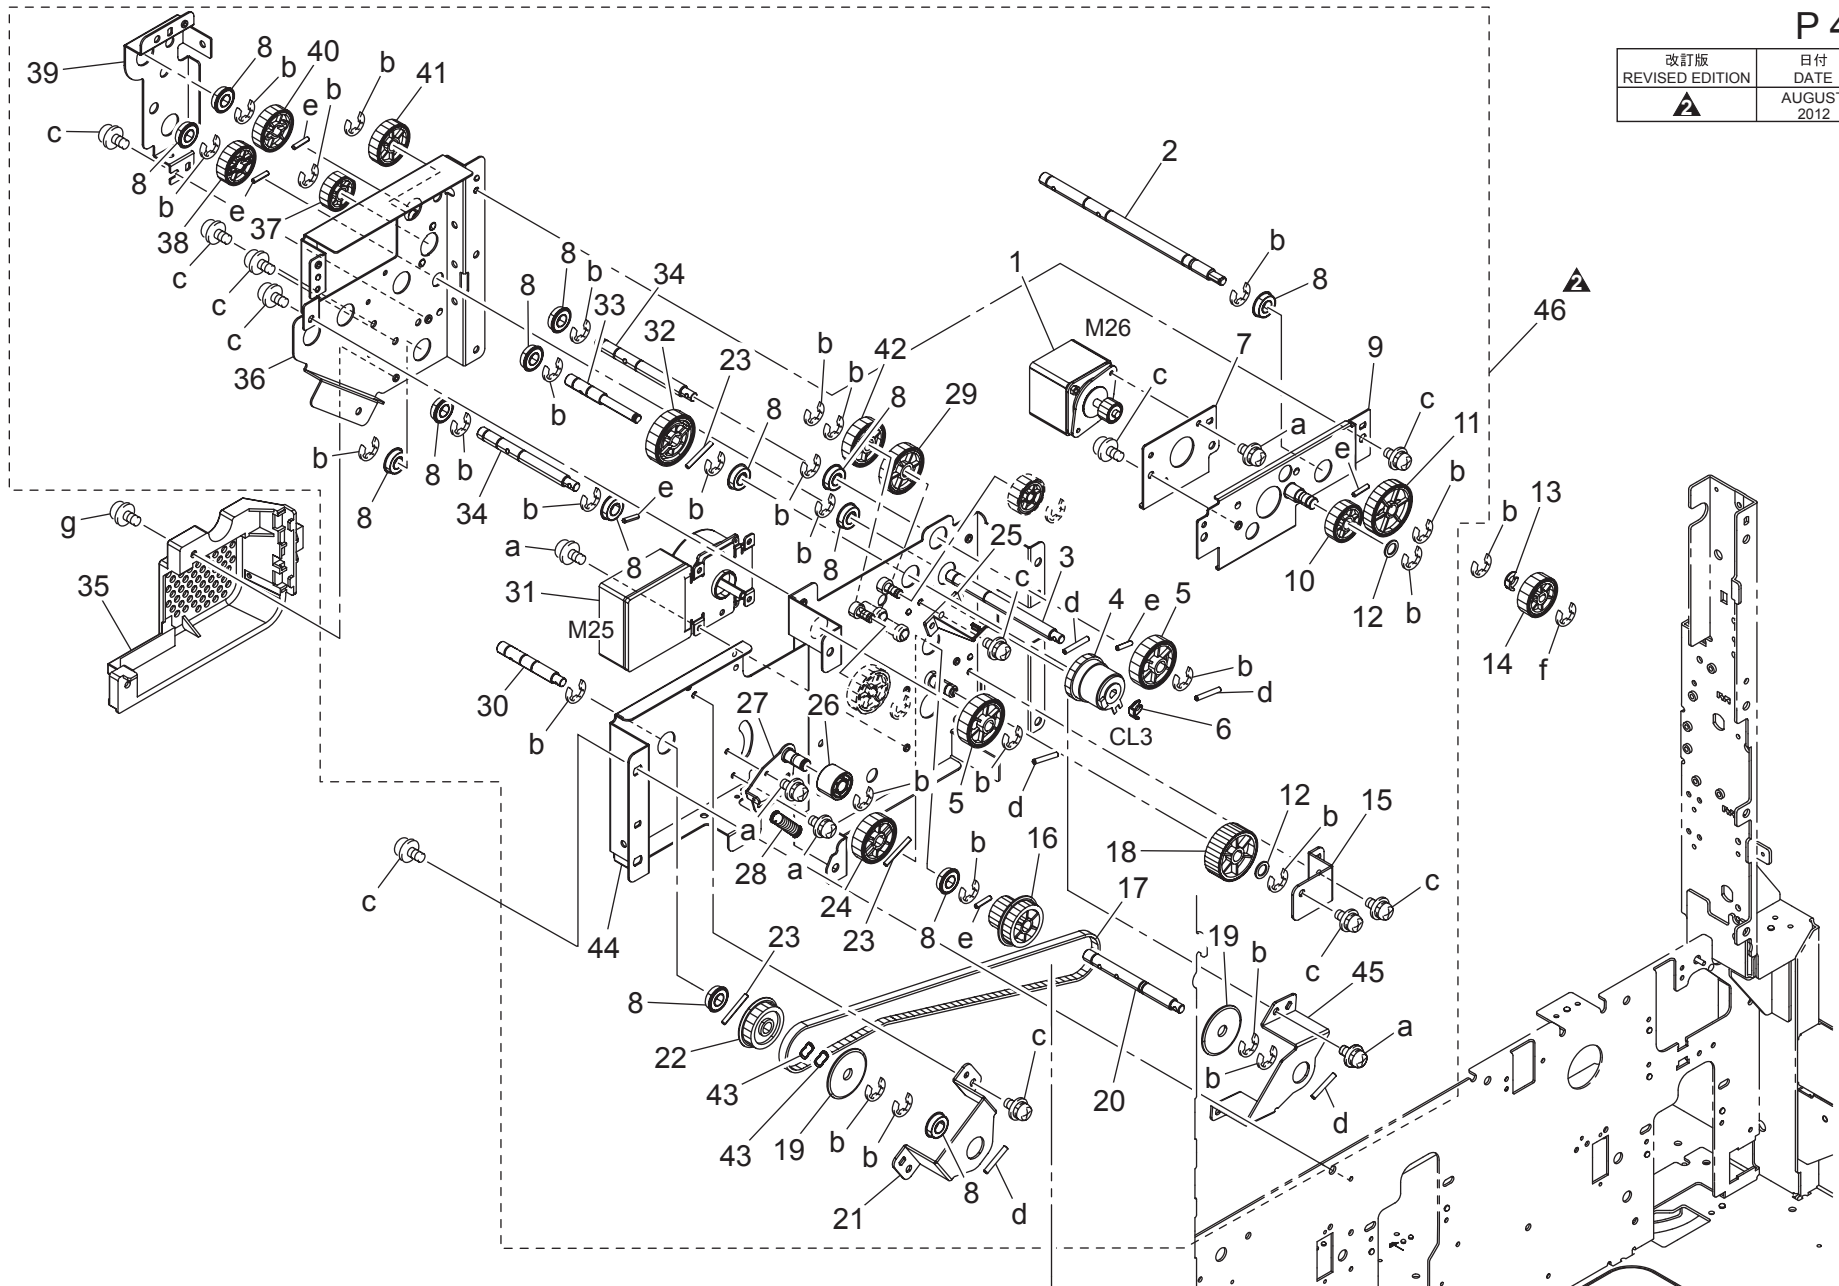 P 4
改訂版 日付
REVISED EDITION DATE
2 AUGUST
2012
39
8
b
40
b
41
c
e
b
8
b
38
e
37
c
c
c
36
2
b
8
1
M26
7
9
2
46
8
b
34
8
33
b
32
23
42
b
b
8
29
c
a
c
11
e
b
13
b
10
12
b
14
f
b
8
8
b
34
b
8
e
b
8
b
8
b
8
25
3
c
4
d
e
5
b
d
6
CL3
g
35
a
31
M25
30
b
27
26
b
5
b
d
a
28
a
24
23
8
b
e
16
17
18
12
b
15
c
c
c
44
23
8
22
43
43
19
b
b
8
21
d
c
20
19
b
b
45
a
d